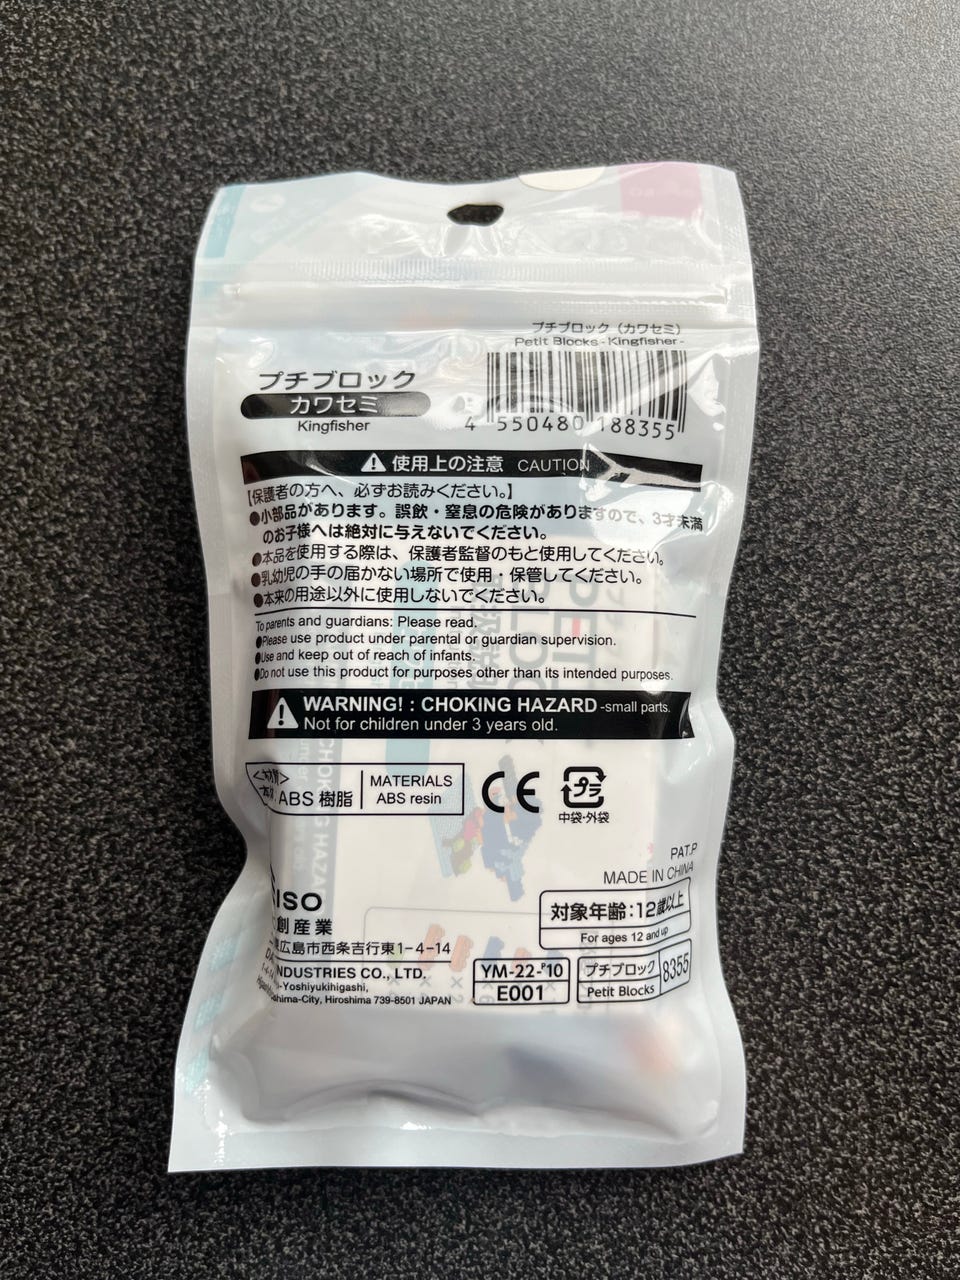 プチブロック（カワセミ）
Petit Blocks - Kingfisher -
4 550480 188355
プチブロック
カワセミ
Kingfisher
使用上の注意 CAUTION
【保護者の方へ、必ずお読みください。】
●小部品があります。誤飲・窒息の危険がありますので、3才未満
のお子様へは絶対に与えないでください。
●本品を使用する際は、保護者監督のもと使用してください。
●乳幼児の手の届かない場所で使用・保管してください。
●本来の用途以外に使用しないでください。
To parents and guardians: Please read.
●Please use product under parental or guardian supervision.
●Use and keep out of reach of infants.
●Do not use this product for purposes other than its intended purposes.
WARNING! : CHOKING HAZARD -small parts.
Not for children under 3 years old.
ABS 樹脂
MATERIALS
ABS resin
CE
プラ
中袋・外袋
PAT.P
MADE IN CHINA
対象年齢：12歳以上
For ages 12 and up
ISO
創産業
広島市西条吉行東1-4-14
INDUSTRIES CO., LTD.
-Yoshiyukihigashi,
shima-City, Hiroshima 739-8501 JAPAN
YM-22-P10
E001
プチブロック
Petit Blocks
8355